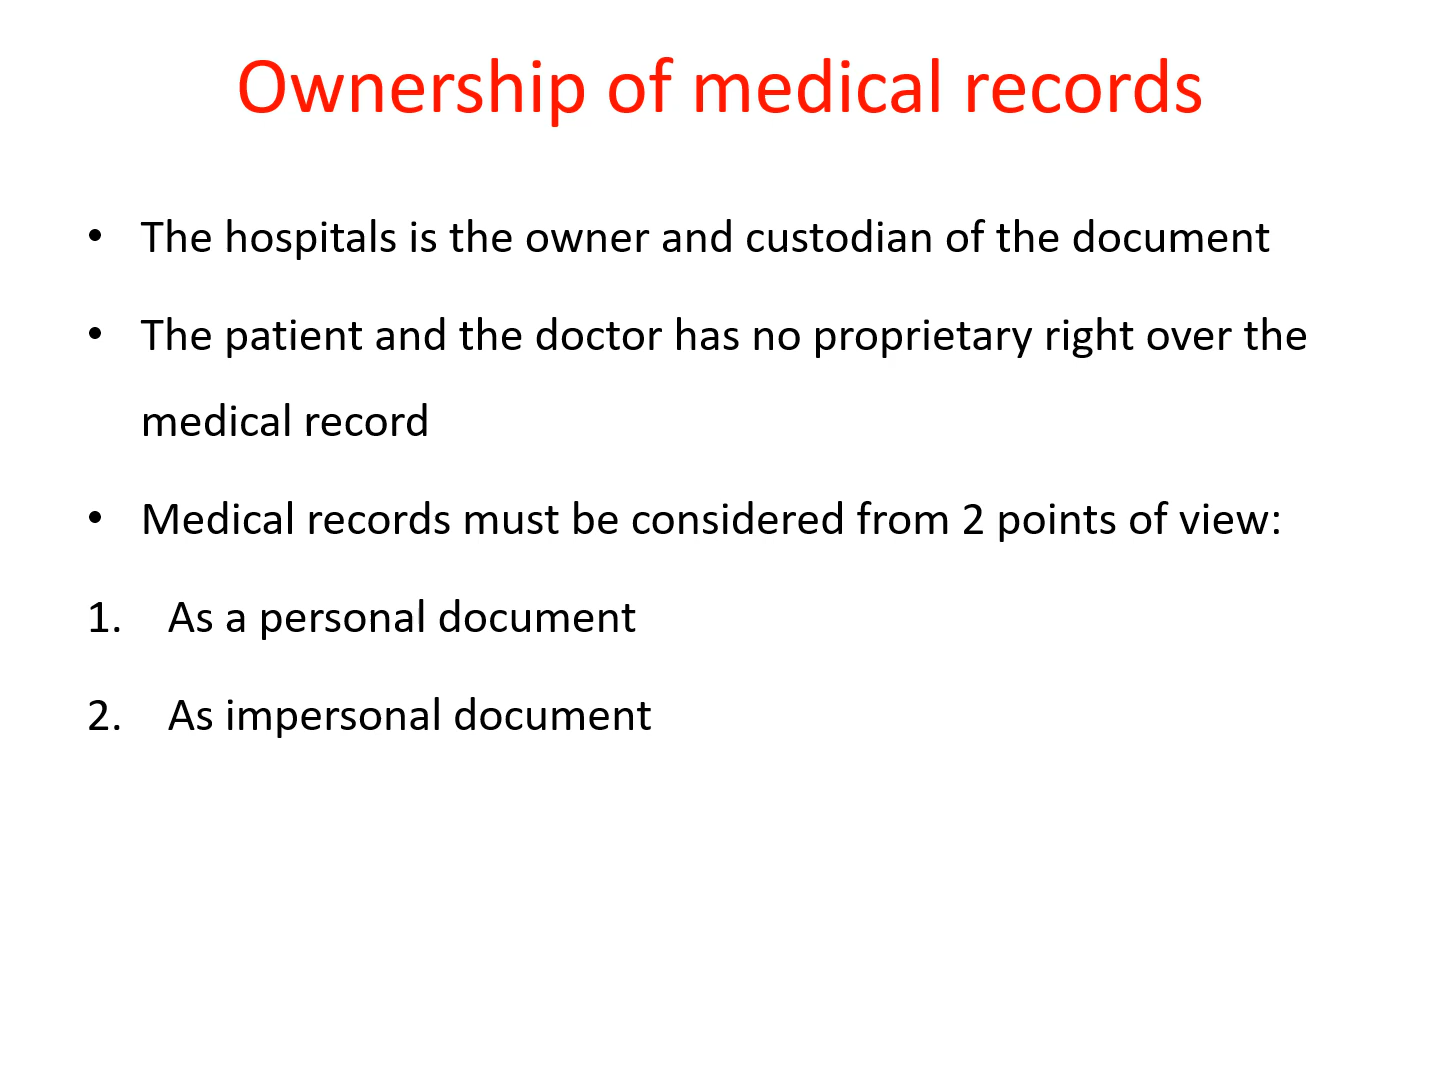 Ownership of medical records
• The hospitals is the owner and custodian of the document
• The patient and the doctor has no proprietary right over the
medical record
• Medical records must be considered from 2 points of view:
1. As a personal document
2. As impersonal document